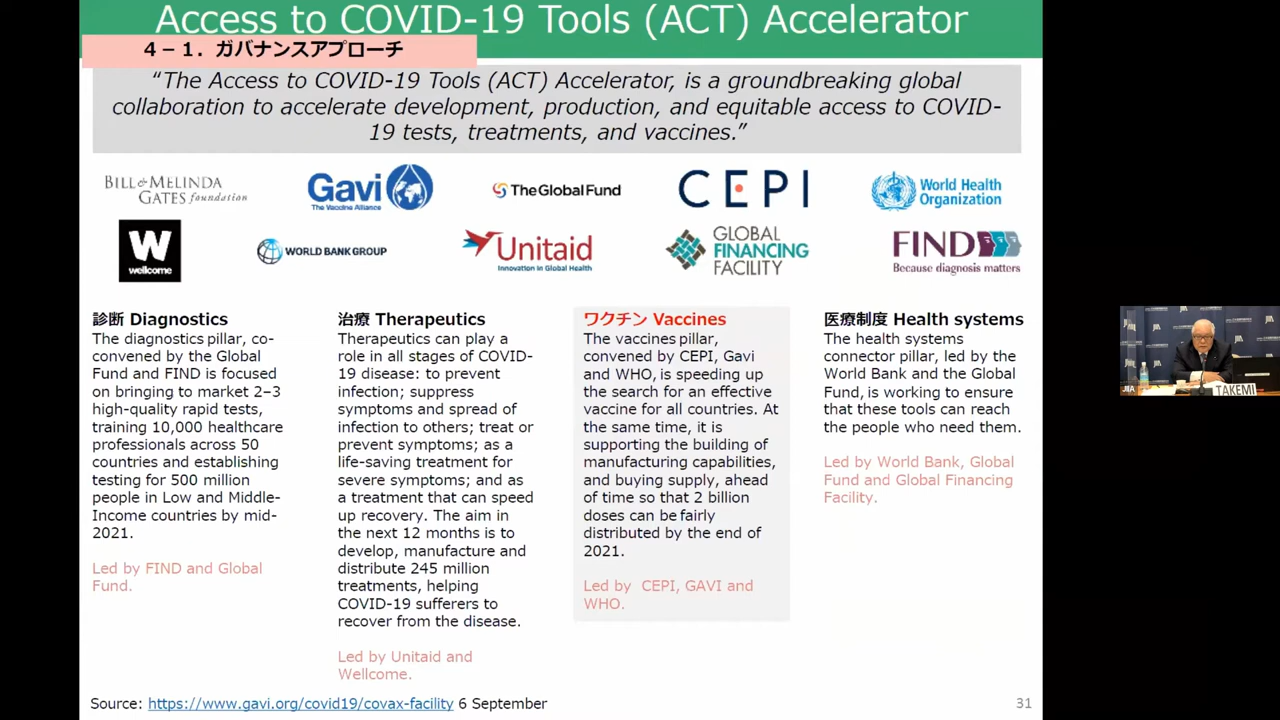 Access to COVID-19 Tools (ACT) Accelerator
４－１．ガバナンスアプローチ
“The Access to COVID-19 Tools (ACT) Accelerator, is a groundbreaking global
collaboration to accelerate development, production, and equitable access to COVID-
19 tests, treatments, and vaccines.”
BILL & MELINDA
GATES foundation
Gavi
The Vaccine Alliance
The Global Fund
CEPI
World Health
Organization
W
wellcome
WORLD BANK GROUP
Unitaid
Innovation in Global Health
GLOBAL
FINANCING
FACILITY
FIND
Because diagnosis matters
診断 Diagnostics
The diagnostics pillar, co-
convened by the Global
Fund and FIND is focused
on bringing to market 2–3
high-quality rapid tests,
training 10,000 healthcare
professionals across 50
countries and establishing
testing for 500 million
people in Low and Middle-
Income countries by mid-
2021.
Led by FIND and Global
Fund.
治療 Therapeutics
Therapeutics can play a
role in all stages of COVID-
19 disease: to prevent
infection; suppress
symptoms and spread of
infection to others; treat or
prevent symptoms; as a
life-saving treatment for
severe symptoms; and as
a treatment that can speed
up recovery. The aim in
the next 12 months is to
develop, manufacture and
distribute 245 million
treatments, helping
COVID-19 sufferers to
recover from the disease.
Led by Unitaid and
Wellcome.
ワクチン Vaccines
The vaccines pillar,
convened by CEPI, Gavi
and WHO, is speeding up
the search for an effective
vaccine for all countries. At
the same time, it is
supporting the building of
manufacturing capabilities,
and buying supply, ahead
of time so that 2 billion
doses can be fairly
distributed by the end of
2021.
Led by CEPI, GAVI and
WHO.
医療制度 Health systems
The health systems
connector pillar, led by the
World Bank and the Global
Fund, is working to ensure
that these tools can reach
the people who need them.
Led by World Bank, Global
Fund and Global Financing
Facility.
Source: https://www.gavi.org/covid19/covax-facility 6 September
31
JIIA
TAKEMI